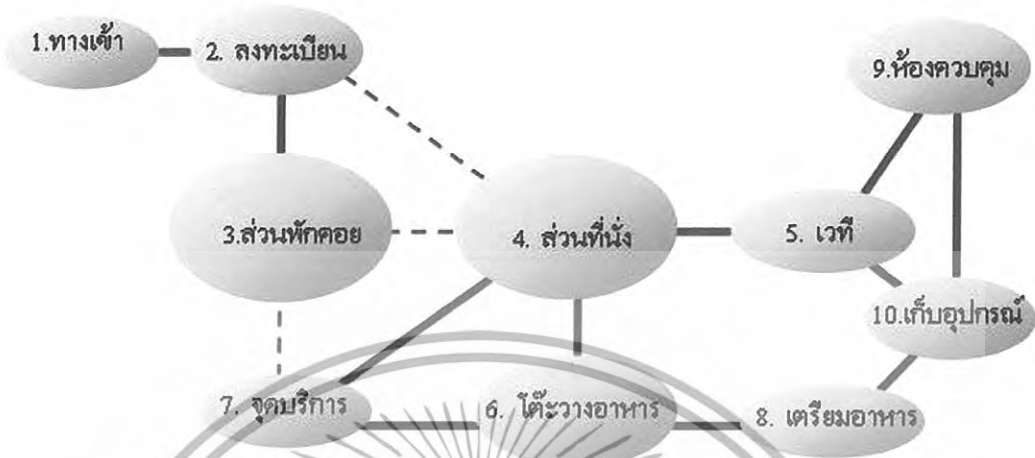 1.ทางเข้า
2. ลงทะเบียน
9.ห้องควบคุม
3.ส่วนพักคอย
4. ส่วนที่นั่ง
5. เวที
10.เก็บอุปกรณ์
7. จุดบริการ
6. โต๊ะวางอาหาร
8. เตรียมอาหาร